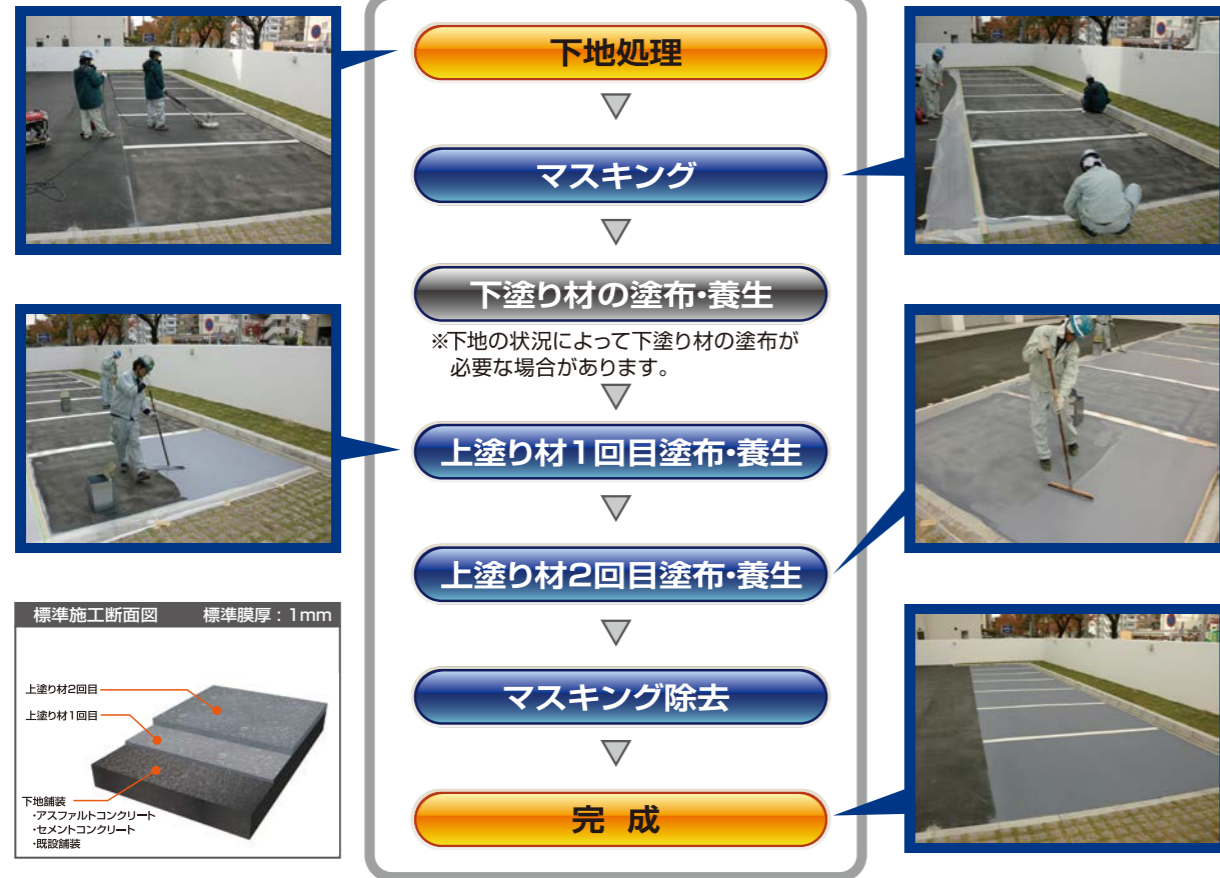 下地処理
マスキング
下塗り材の塗布・養生
※下地の状況によって下塗り材の塗布が
必要な場合があります。
上塗り材1回目塗布・養生
上塗り材2回目塗布・養生
マスキング除去
完 成
標準施工断面図 標準膜厚：1mm
上塗り材2回目
上塗り材1回目
下地舗装
・アスファルトコンクリート
・セメントコンクリート
・既設舗装